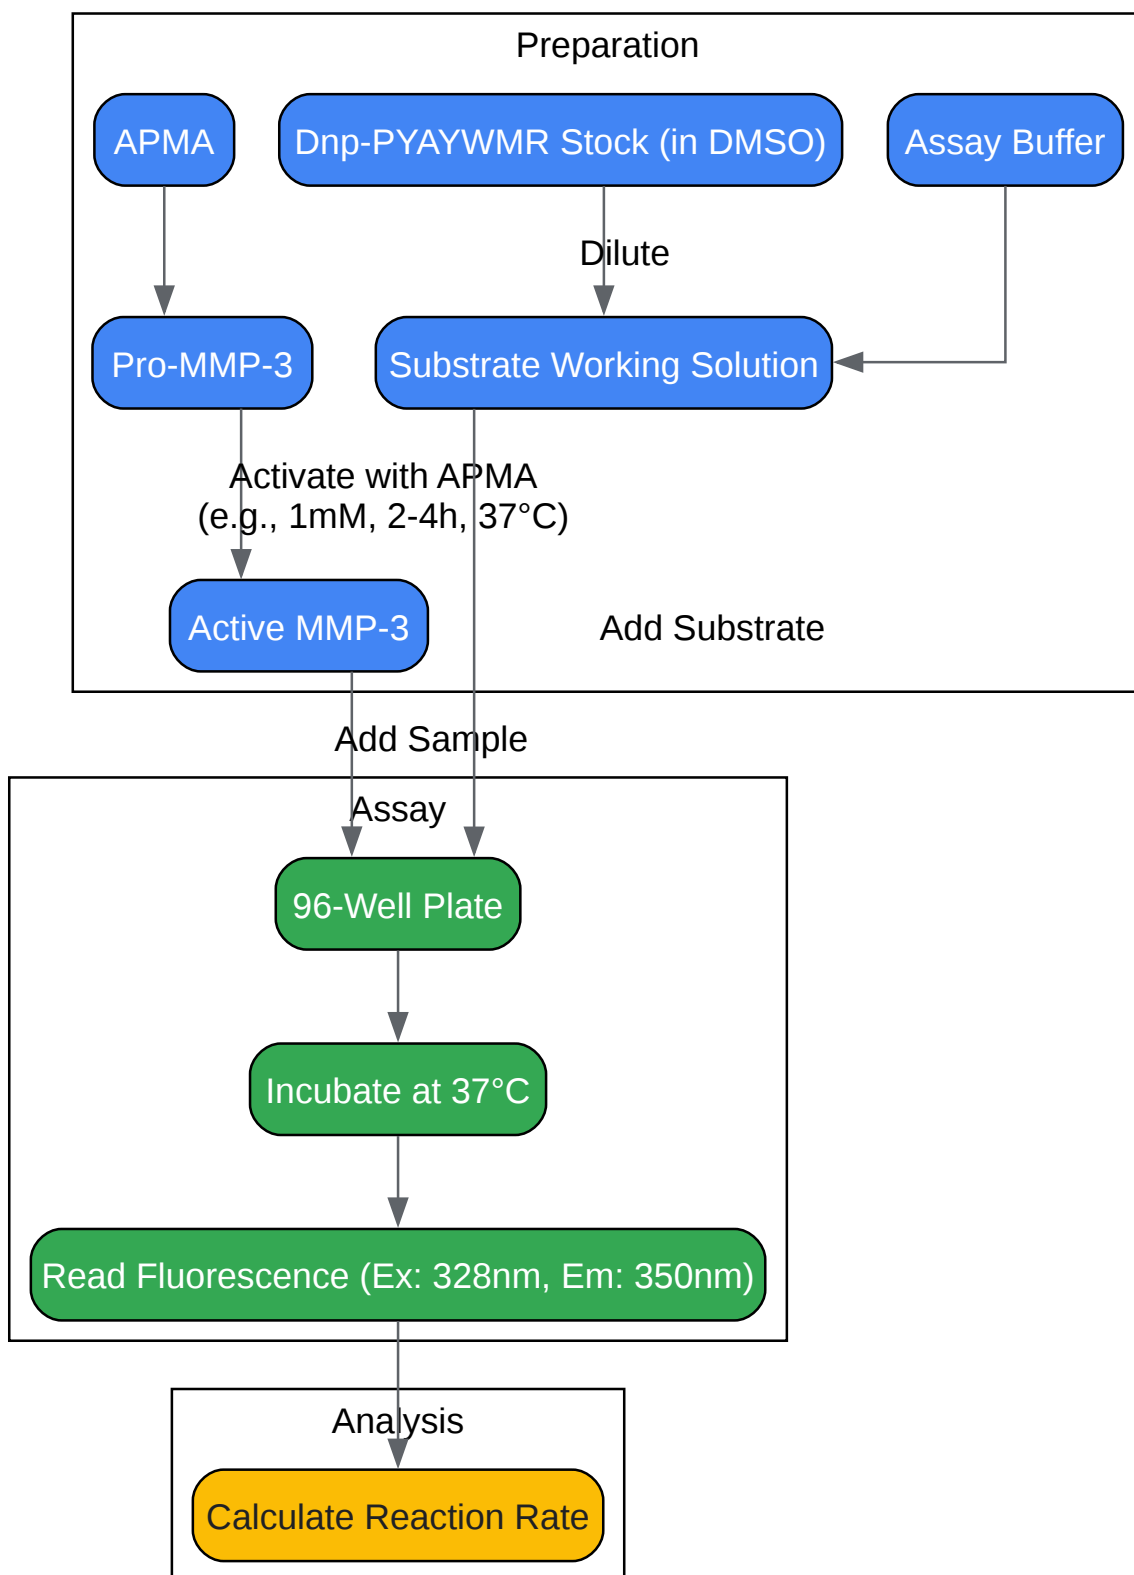 Preparation
APMA
Dnp-PYAYWMR Stock (in DMSO)
Assay Buffer
Dilute
Pro-MMP-3
Substrate Working Solution
Activate with APMA
(e.g., 1mM, 2-4h, 37°C)
Active MMP-3
Add Substrate
Add Sample
Assay
96-Well Plate
Incubate at 37°C
Read Fluorescence (Ex: 328nm, Em: 350nm)
Analysis
Calculate Reaction Rate